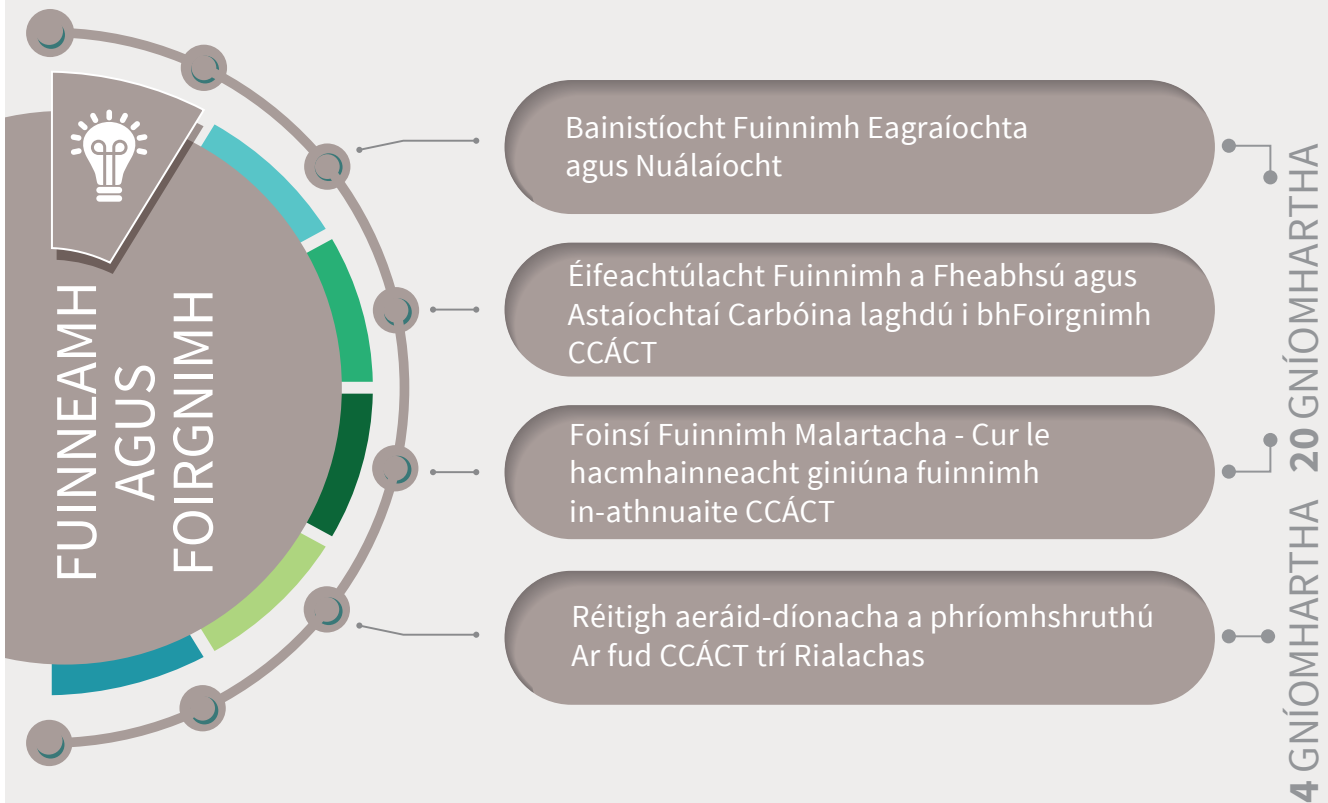 FUINNEAMH
AGUS
FOIRGNIMH
Bainistíocht Fuinnimh Eagraíochta
agus Nuálaíocht
Éifeachtúlacht Fuinnimh a Fheabhsú agus
Astaíochtaí Carbóina laghdú i bhFoirgnimh
CCÁCT
Foinsí Fuinnimh Malartacha - Cur le
hacmhainneacht giniúna fuinnimh
in-athnuaite CCÁCT
Réitigh aeráid-díonacha a phríomhshruthú
Ar fud CCÁCT trí Rialachas
4 GNÍOMHARTHA 20 GNÍOMHARTHA